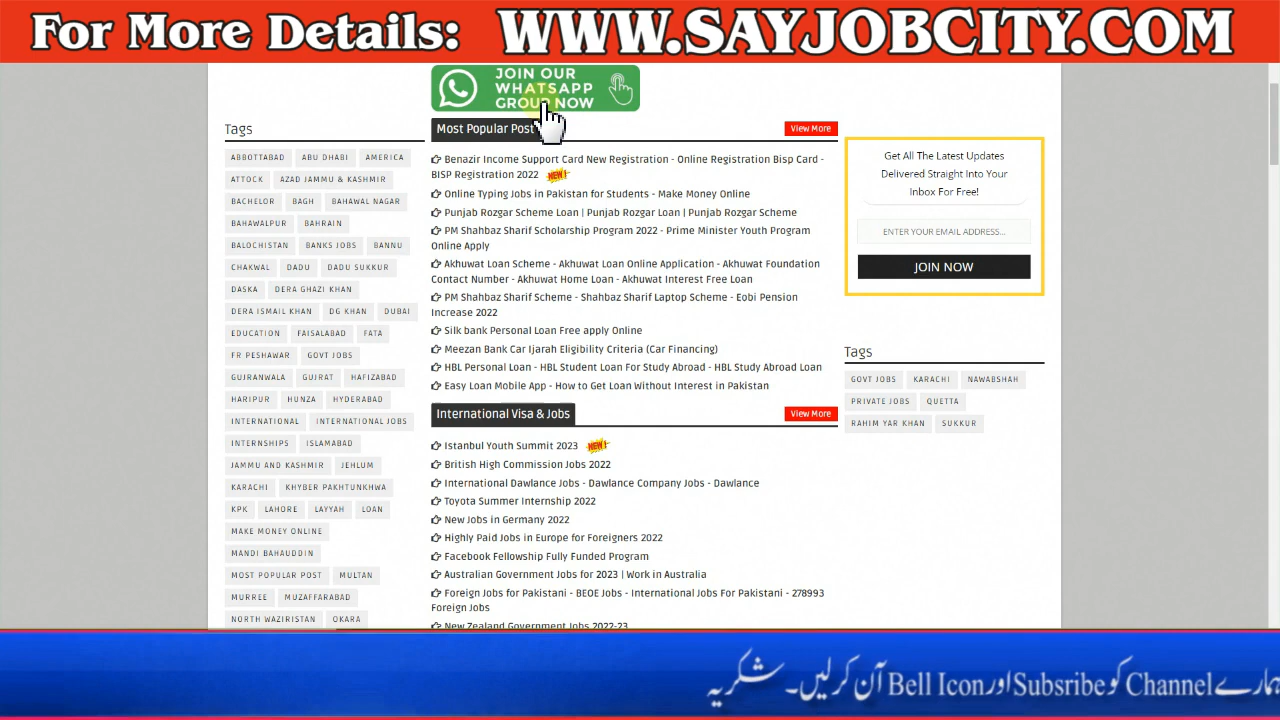 For More Details: WWW.SAYJOBCITY.COM
JOIN OUR
WHATSAPP
GROUP NOW
Tags
ABBOTTABAD ABU DHABI AMERICA
ATTOCK AZAD JAMMU & KASHMIR
BACHELOR BAGH BAHAWAL NAGAR
BAHAWALPUR BAHRAIN
BALOCHISTAN BANKS JOBS BANNU
CHAKWAL DADU DADU SUKKUR
DASKA DERA GHAZI KHAN
DERA ISMAIL KHAN DG KHAN DUBAI
EDUCATION FAISALABAD FATA
FR PESHAWAR GOVT JOBS
GUJRANWALA GUJRAT HAFIZABAD
HARIPUR HUNZA HYDERABAD
INTERNATIONAL INTERNATIONAL JOBS
INTERNSHIPS ISLAMABAD
JAMMU AND KASHMIR JEHLUM
KARACHI KHYBER PAKHTUNKHWA
KPK LAHORE LAYYAH LOAN
MAKE MONEY ONLINE
MANDI BAHAUDDIN
MOST POPULAR POST MULTAN
MURREE MUZAFFARABAD
NORTH WAZIRISTAN OKARA
Most Popular Post View More
Benazir Income Support Card New Registration - Online Registration Bisp Card -
BISP Registration 2022 NEW!
Online Typing Jobs in Pakistan for Students - Make Money Online
Punjab Rozgar Scheme Loan | Punjab Rozgar Loan | Punjab Rozgar Scheme
PM Shahbaz Sharif Scholarship Program 2022 - Prime Minister Youth Program
Online Apply
Akhuwat Loan Scheme - Akhuwat Loan Online Application - Akhuwat Foundation
Contact Number - Akhuwat Home Loan - Akhuwat Interest Free Loan
PM Shahbaz Sharif Scheme - Shahbaz Sharif Laptop Scheme - Eobi Pension
Increase 2022
Silk bank Personal Loan Free apply Online
Meezan Bank Car Ijarah Eligibility Criteria (Car Financing)
HBL Personal Loan - HBL Student Loan For Study Abroad - HBL Study Abroad Loan
Easy Loan Mobile App - How to Get Loan Without Interest in Pakistan
International Visa & Jobs View More
Istanbul Youth Summit 2023 NEW!
British High Commission Jobs 2022
International Dawlance Jobs - Dawlance Company Jobs - Dawlance
Toyota Summer Internship 2022
New Jobs in Germany 2022
Highly Paid Jobs in Europe for Foreigners 2022
Facebook Fellowship Fully Funded Program
Australian Government Jobs for 2023 | Work in Australia
Foreign Jobs for Pakistani - BEOE Jobs - International Jobs For Pakistani - 278993
Foreign Jobs
New Zealand Government Jobs 2022-23
Get All The Latest Updates
Delivered Straight Into Your
Inbox For Free!
ENTER YOUR EMAIL ADDRESS...
JOIN NOW
Tags
GOVT JOBS KARACHI NAWABSHAH
PRIVATE JOBS QUETTA
RAHIM YAR KHAN SUKKUR
ہمارے Channel کو Subsribe اور Bell Icon آن کرلیں۔ شکریہ